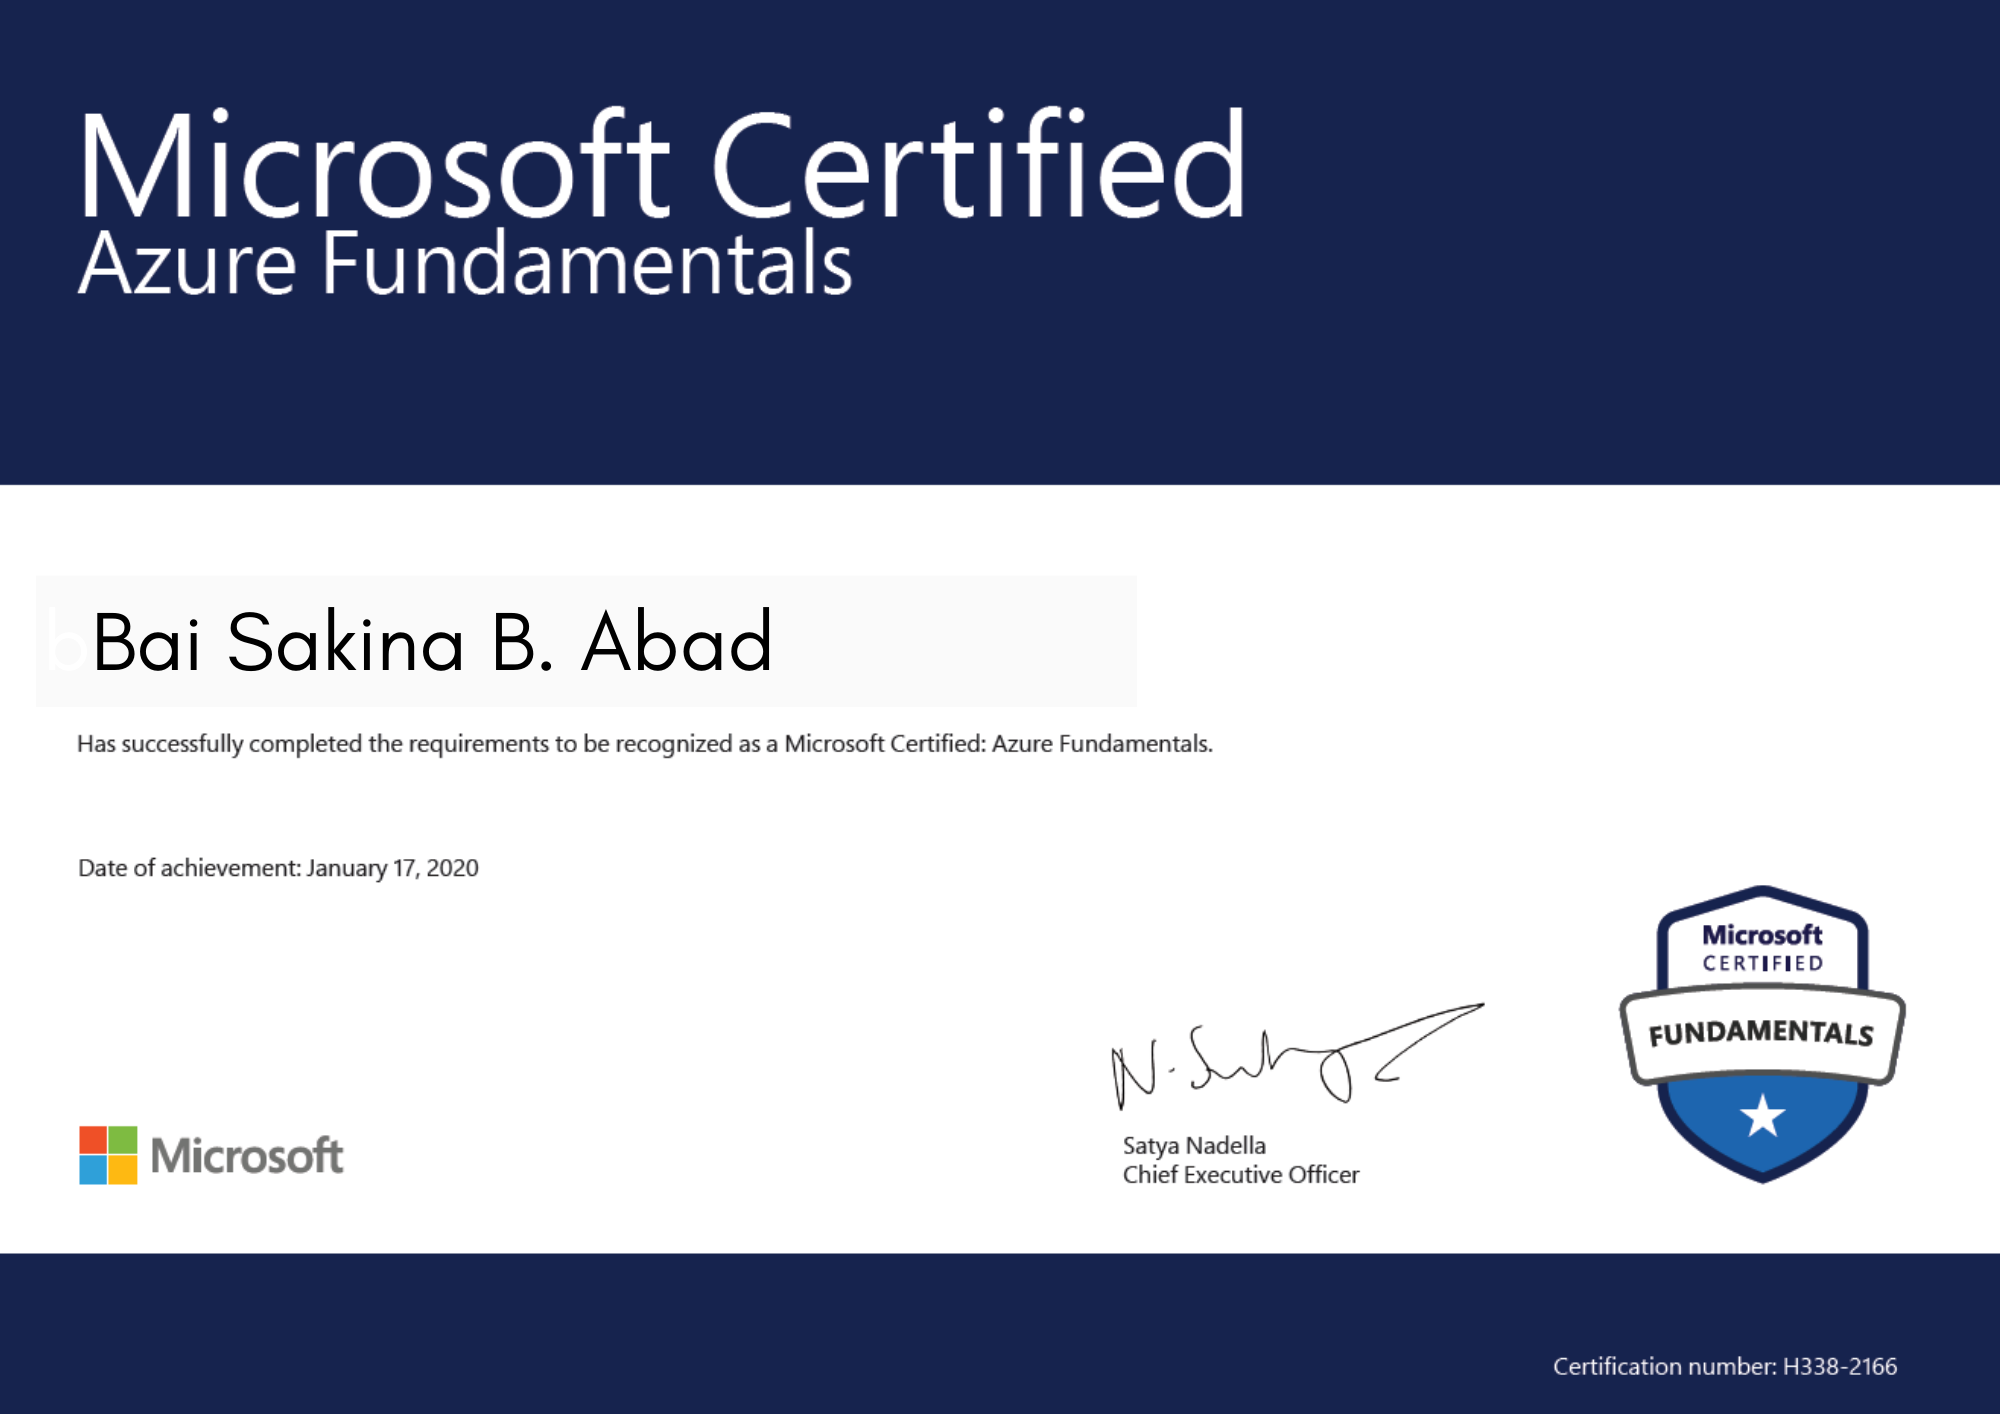 Microsoft Certified
Azure Fundamentals
bBai Sakina B. Abad
Has successfully completed the requirements to be recognized as a Microsoft Certified: Azure Fundamentals.
Date of achievement: January 17, 2020
Microsoft
CERTIFIED
FUNDAMENTALS
N. Satya
Microsoft
Satya Nadella
Chief Executive Officer
Certification number: H338-2166